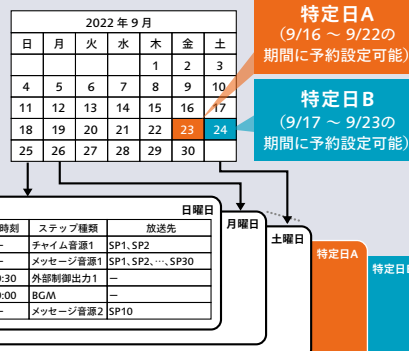 2022 年 9 月
日 月 火 水 木 金 土
1 2 3
4 5 6 7 8 9 10
11 12 13 14 15 16 17
18 19 20 21 22 23 24
25 26 27 28 29 30
特定日A
(9/16 ～ 9/22の
期間に予約設定可能)
特定日B
(9/17 ～ 9/23の
期間に予約設定可能)
日曜日
時刻 ステップ種類 放送先
チャイム音源1 SP1、SP2
メッセージ音源1 SP1、SP2、…、SP30
:30 外部制御出力1 －
:00 BGM －
メッセージ音源2 SP10
月曜日
土曜日
特定日A
特定日